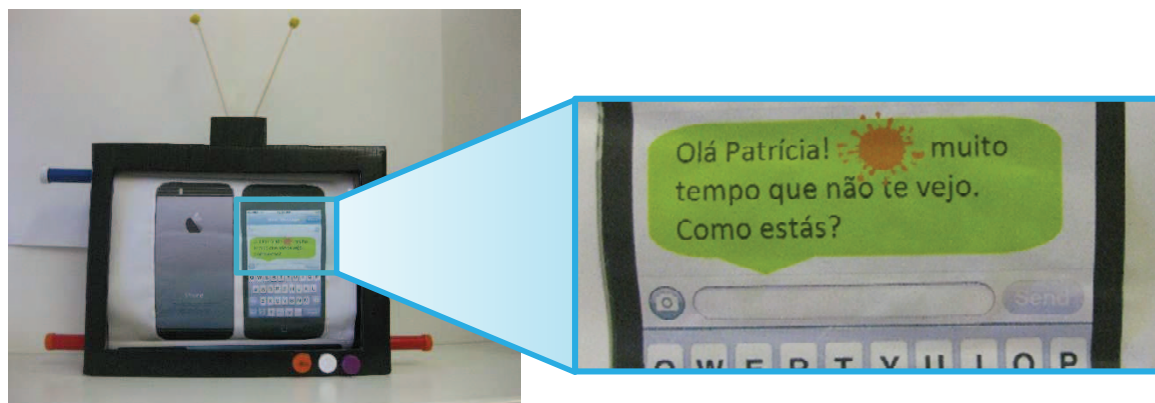 Olá Patrícia! muito
tempo que não te vejo.
Como estás?
Send
Q W E R T Y U I O P